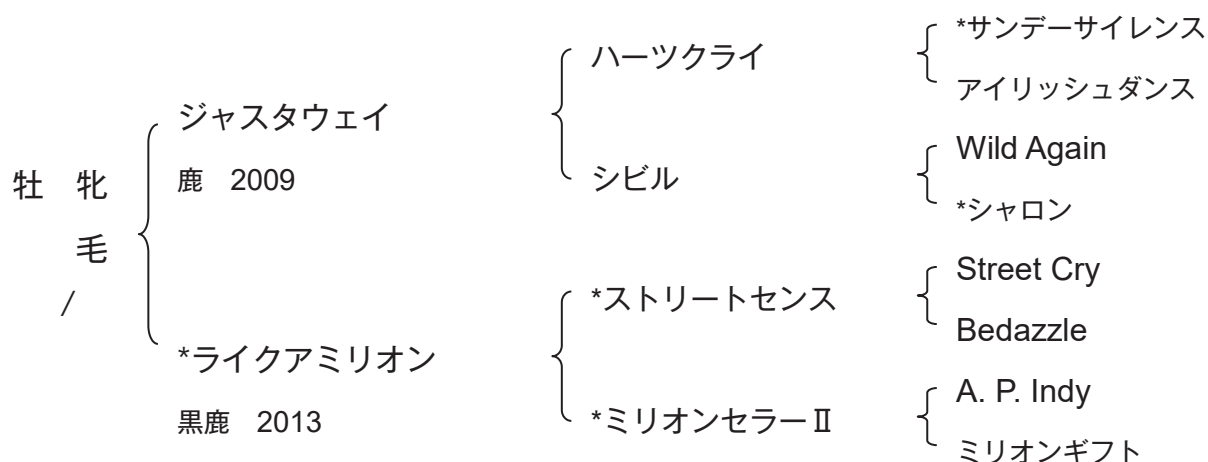 牡　牝
毛
/
ジャスタウェイ
鹿　2009
*ライクアミリオン
黒鹿　2013
ハーツクライ
シビル
*ストリートセンス
*ミリオンセラーⅡ
*サンデーサイレンス
アイリッシュダンス
Wild Again
*シャロン
Street Cry
Bedazzle
A. P. Indy
ミリオンギフト